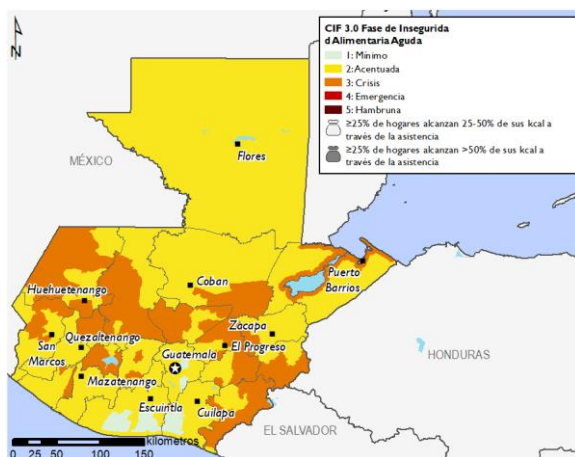 CIF 3.0 Fase de Insegurida
d Alimentaria Aguda
1: Mínimo
2: Acentuada
3: Crisis
4: Emergencia
5: Hambruna
≥25% de hogares alcanzan 25-50% de sus kcal a
través de la asistencia
≥25% de hogares alcanzan >50% de sus kcal a
través de la asistencia
N
MÉXICO
Flores
Coban
Puerto
Barrios
Huehuetenango
Zacapa
San
Marcos
Quezaltenango
Guatemala
El Progreso
HONDURAS
Mazatenango
Escuintla
Cuilapa
EL SALVADOR
kilometros
0 25 50 100 150